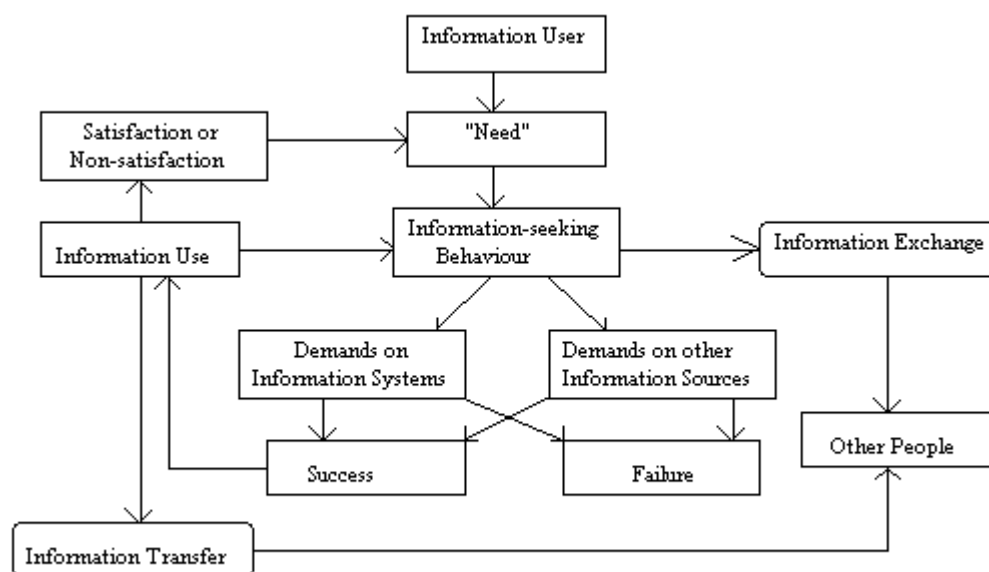 Information User
"Need"
Satisfaction or
Non-satisfaction
Information-seeking
Behaviour
Information Use
Information Exchange
Demands on
Information Systems
Demands on other
Information Sources
Success
Failure
Other People
Information Transfer